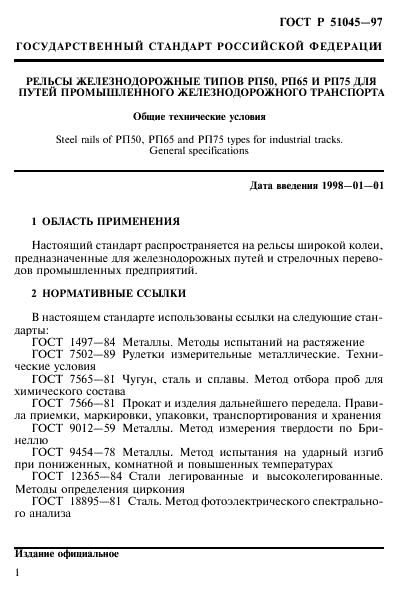 ГОСТ Р 51045—97
ГОСУДАРСТВЕННЫЙ СТАНДАРТ РОССИЙСКОЙ ФЕДЕРАЦИИ
РЕЛЬСЫ ЖЕЛЕЗНОДОРОЖНЫЕ ТИПОВ РП50, РП65 И РП75 ДЛЯ
ПУТЕЙ ПРОМЫШЛЕННОГО ЖЕЛЕЗНОДОРОЖНОГО ТРАНСПОРТА
Общие технические условия
Steel rails of РП50, РП65 and РП75 types for industrial tracks.
General specifications
Дата введения 1998—01—01
1 ОБЛАСТЬ ПРИМЕНЕНИЯ
Настоящий стандарт распространяется на рельсы широкой колеи,
предназначенные для железнодорожных путей и стрелочных перево-
дов промышленных предприятий.
2 НОРМАТИВНЫЕ ССЫЛКИ
В настоящем стандарте использованы ссылки на следующие стан-
дарты:
ГОСТ 1497—84 Металлы. Методы испытаний на растяжение
ГОСТ 7502—89 Рулетки измерительные металлические. Техни-
ческие условия
ГОСТ 7565—81 Чугун, сталь и сплавы. Метод отбора проб для
химического состава
ГОСТ 7566—81 Прокат и изделия дальнейшего передела. Прави-
ла приемки, маркировки, упаковки, транспортирования и хранения
ГОСТ 9012—59 Металлы. Метод измерения твердости по Бри-
неллю
ГОСТ 9454—78 Металлы. Метод испытания на ударный изгиб
при пониженных, комнатной и повышенных температурах
ГОСТ 12365—84 Стали легированные и высоколегированные.
Методы определения циркония
ГОСТ 18895—81 Сталь. Метод фотоэлектрического спектрально-
го анализа
Издание официальное
1